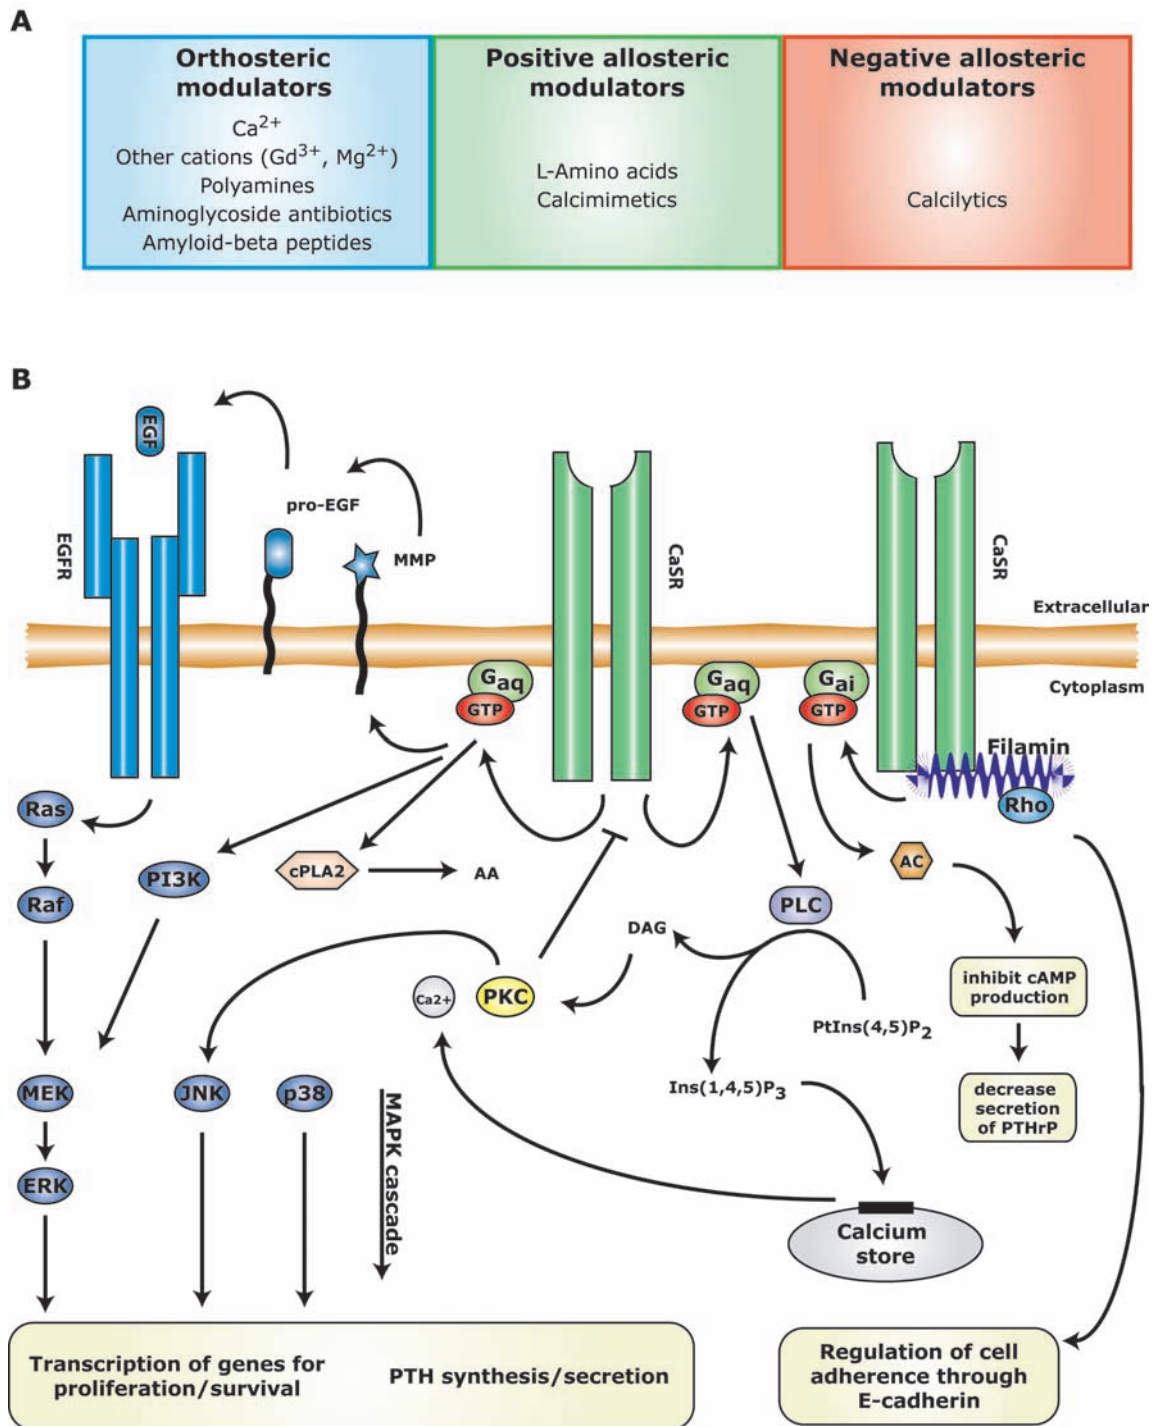 A
Orthosteric
modulators
Ca2+
Other cations (Gd3+, Mg2+)
Polyamines
Aminoglycoside antibiotics
Amyloid-beta peptides
Positive allosteric
modulators
L-Amino acids
Calcimimetics
Negative allosteric
modulators
Calcilytics
B
EGF
pro-EGF
MMP
EGFR
CaSR
CaSR
Extracellular
Cytoplasm
Gaq
GTP
Gaq
GTP
Gai
GTP
Filamin
Rho
Ras
Raf
PI3K
cPLA2
AA
AC
PLC
DAG
Ca2+
PKC
inhibit cAMP
production
PtIns(4,5)P2
Ins(1,4,5)P3
decrease
secretion
of PTHrP
MEK
JNK
p38
MAPK cascade
ERK
Calcium
store
Transcription of genes for
proliferation/survival
PTH synthesis/secretion
Regulation of cell
adherence through
E-cadherin